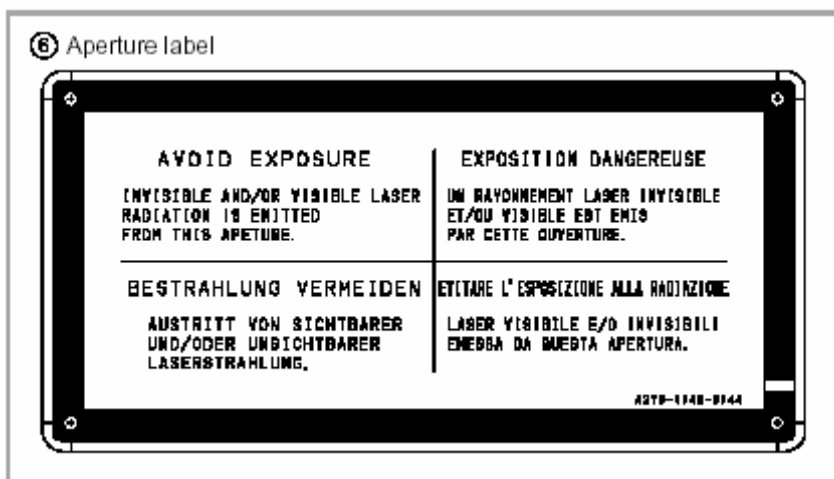 ⑥ Aperture label
AVOID EXPOSURE
INVISIBLE AND/OR VISIBLE LASER
RADIATION IS EMITTED
FROM THIS APETURE.
EXPOSITION DANGEREUSE
UN RAYONNEMENT LASER INVISIBLE
ET/OU VISIBLE EST EMIS
PAR CETTE OUVERTURE.
BESTRAHLUNG VERMEIDEN
AUSTRITT VON SICHTBARER
UND/ODER UNSICHTBARER
LASERSTRAHLUNG.
L'ESPOSIZIONE ALLA RADIAZIONE
LASER VISIBILE E/O INVISIBILI
EMESSA DA QUESTA APERTURA.